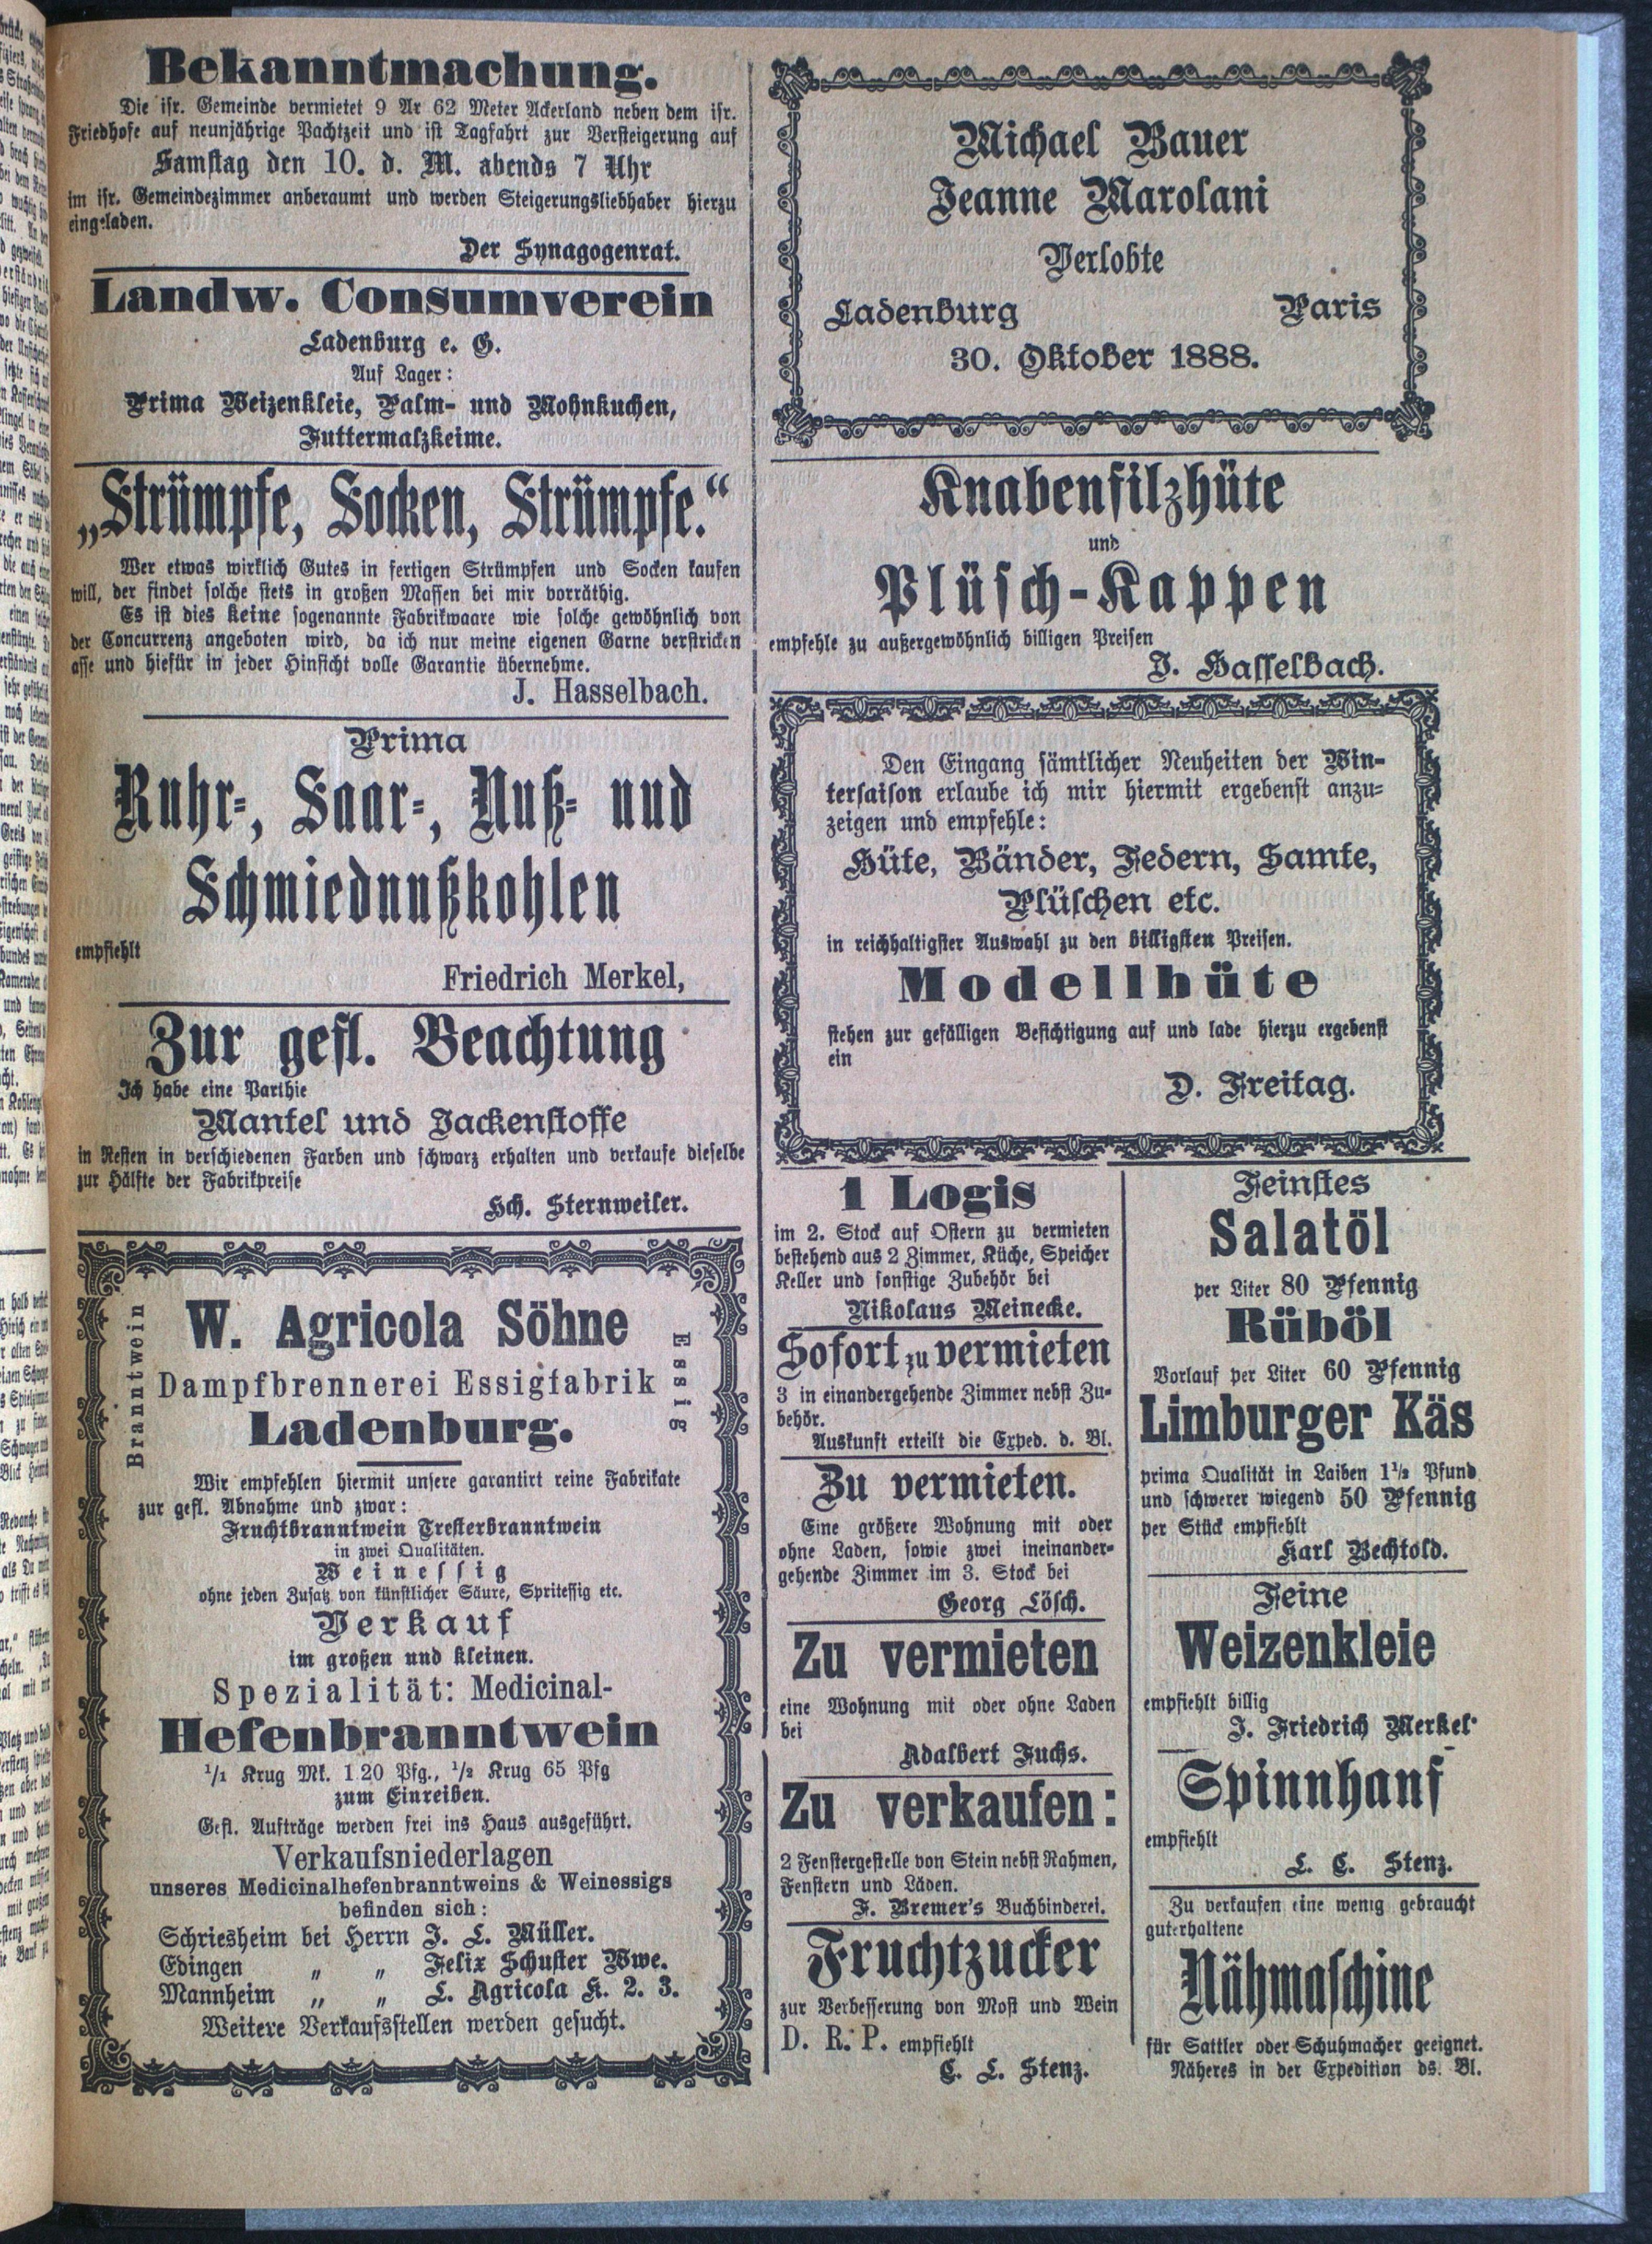 Bekanntmachung.
Die isr. Gemeinde vermietet 9 Ar 62 Meter Ackerland neben dem isr.
Friedhofe auf neunjährige Pachtzeit und ist Tagfahrt zur Versteigerung auf
Samstag den 10. d. M. abends 7 Uhr
im isr. Gemeindezimmer anberaumt und werden Steigerungsliebhaber hierzu
eingeladen.
Der Synagogenrat.
Landw. Consumverein
Ladenburg e. G.
Auf Lager:
Prima Weizenkleie, Palm- und Mohnkuchen,
Futtermalzkeime.
„Strümpfe, Socken, Strümpfe.“
Wer etwas wirklich Gutes in fertigen Strümpfen und Socken kaufen
will, der findet solche stets in großen Massen bei mir vorräthig.
Es ist dies keine sogenannte Fabrikwaare wie solche gewöhnlich von
der Concurrenz angeboten wird, da ich nur meine eigenen Garne verstricken
asse und hiefür in jeder Hinsicht volle Garantie übernehme.
J. Hasselbach.
Prima
Ruhr-, Saar-, Nuß- und
Schmiednußkohlen
empfiehlt
Friedrich Merkel,
Zur gefl. Beachtung
Ich habe eine Parthie
Mantel und Jackenstoffe
in Resten in verschiedenen Farben und schwarz erhalten und verkaufe dieselbe
zur Hälfte der Fabrikpreise
Hch. Sternweiler.
Branntwein
Essig
W. Agricola Söhne
Dampfbrennerei Essigfabrik
Ladenburg.
Wir empfehlen hiermit unsere garantirt reine Fabrikate
zur gefl. Abnahme und zwar:
Fruchtbranntwein Tresterbranntwein
in zwei Qualitäten.
Weinessig
ohne jeden Zusatz von künstlicher Säure, Spritessig etc.
Verkauf
im großen und kleinen.
Spezialität: Medicinal-
Hefenbranntwein
1/1 Krug Mk. 1.20 Pfg., 1/2 Krug 65 Pfg
zum Einreiben.
Gefl. Aufträge werden frei ins Haus ausgeführt.
Verkaufsniederlagen
unseres Medicinalhefenbranntweins & Weinessigs
befinden sich:
Schriesheim bei Herrn J. L. Müller.
Edingen „ „ Felix Schuster Wwe.
Mannheim „ „ L. Agricola K. 2. 3.
Weitere Verkaufsstellen werden gesucht.
Michael Bauer
Jeanne Marolani
Verlobte
Ladenburg Paris
30. Oktober 1888.
Knabenfilzhüte
und
Plüsch-Kappen
empfehle zu außergewöhnlich billigen Preisen
J. Hasselbach.
Den Eingang sämtlicher Neuheiten der Win-
tersaison erlaube ich mir hiermit ergebenst anzu-
zeigen und empfehle:
Hüte, Bänder, Federn, Samte,
Plüschen etc.
in reichhaltigster Auswahl zu den billigsten Preisen.
Modellhüte
stehen zur gefälligen Besichtigung auf und lade hierzu ergebenst
ein
D. Freitag.
1 Logis
im 2. Stock auf Ostern zu vermieten
bestehend aus 2 Zimmer, Küche, Speicher
Keller und sonstige Zubehör bei
Nikolaus Meinecke.
Sofort zu vermieten
3 in einandergehende Zimmer nebst Zu-
behör.
Auskunft erteilt die Exped. d. Bl.
Zu vermieten.
Eine größere Wohnung mit oder
ohne Laden, sowie zwei ineinander-
gehende Zimmer im 3. Stock bei
Georg Lösch.
Zu vermieten
eine Wohnung mit oder ohne Laden
bei
Adalbert Fuchs.
Zu verkaufen:
2 Fenstergestelle von Stein nebst Rahmen,
Fenstern und Läden.
F. Bremer's Buchbinderei.
Fruchtzucker
zur Verbesserung von Most und Wein
D. R. P. empfiehlt
C. L. Stenz.
Feinstes
Salatöl
per Liter 80 Pfennig
Rüböl
Vorlauf per Liter 60 Pfennig
Limburger Käs
prima Qualität in Laiben 1 1/2 Pfund
und schwerer wiegend 50 Pfennig
per Stück empfiehlt
Karl Bechtold.
Feine
Weizenkleie
empfiehlt billig
J. Friedrich Merkel
Spinnhanf
empfiehlt
L. C. Stenz.
Zu verkaufen eine wenig gebraucht
guterhaltene
Nähmaschine
für Sattler oder Schuhmacher geeignet.
Näheres in der Expedition ds. Bl.